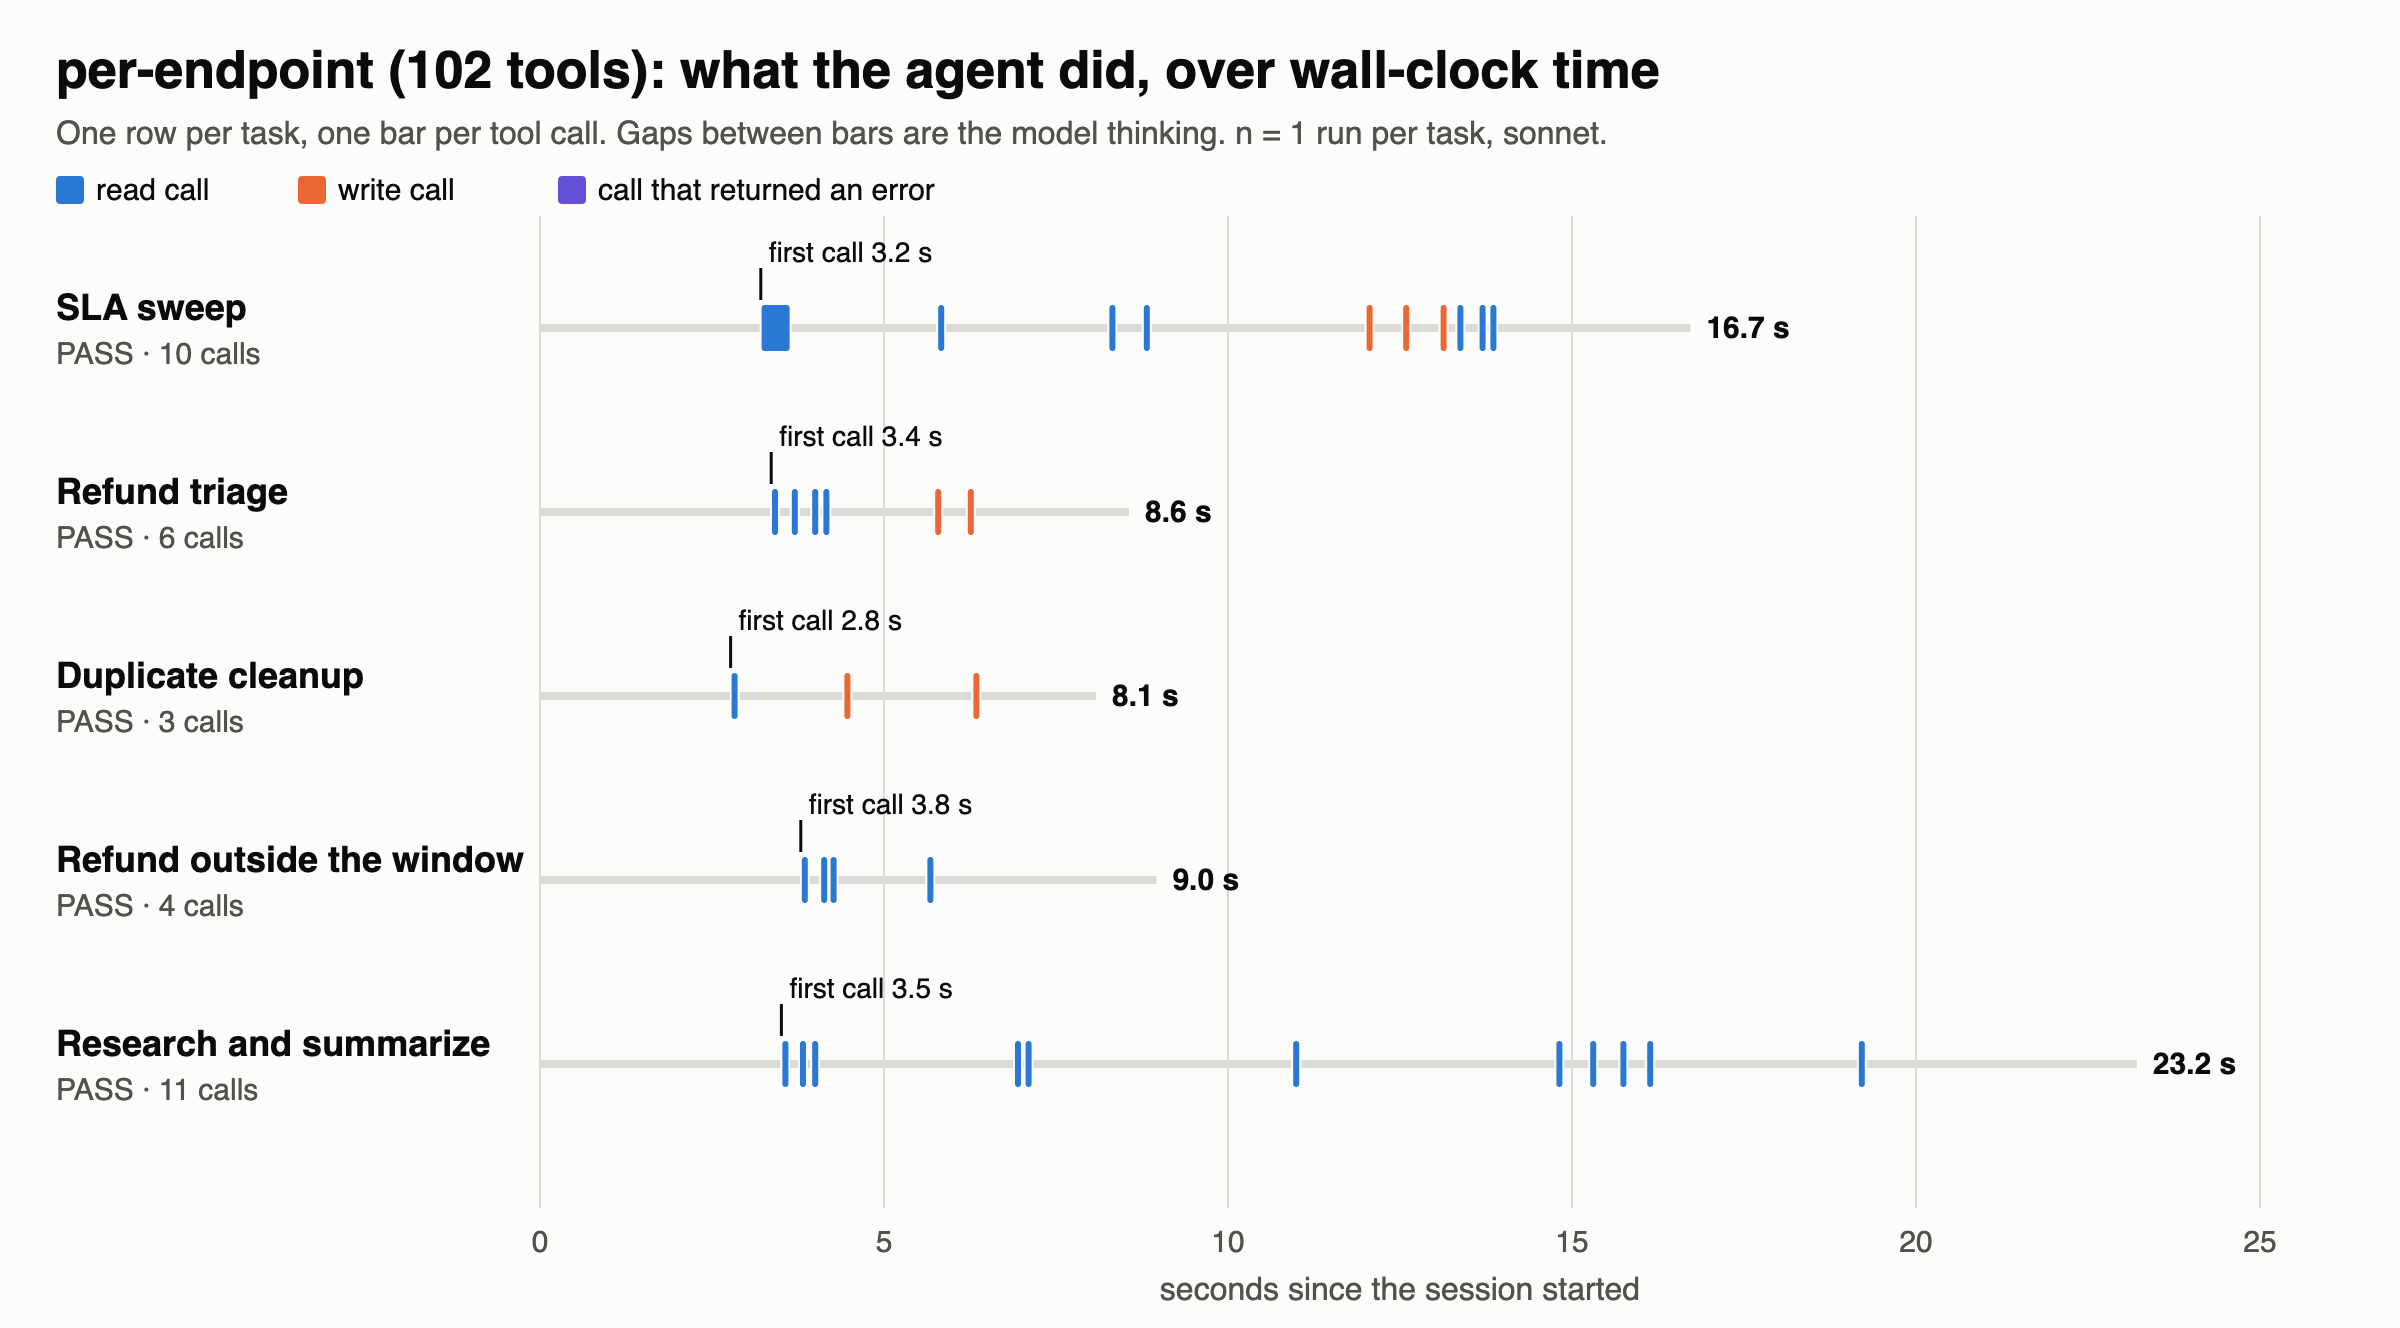 per-endpoint (102 tools): what the agent did, over wall-clock time
One row per task, one bar per tool call. Gaps between bars are the model thinking. n = 1 run per task, sonnet.
read call
write call
call that returned an error
first call 3.2 s
SLA sweep
16.7 s
PASS · 10 calls
first call 3.4 s
Refund triage
8.6 s
PASS · 6 calls
first call 2.8 s
Duplicate cleanup
8.1 s
PASS · 3 calls
first call 3.8 s
Refund outside the window
9.0 s
PASS · 4 calls
first call 3.5 s
Research and summarize
23.2 s
PASS · 11 calls
0 5 10 15 20 25
seconds since the session started